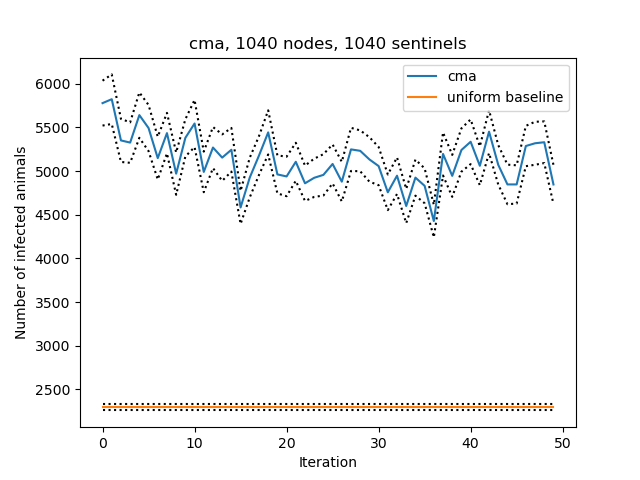 cma, 1040 nodes, 1040 sentinels
cma
uniform baseline
6000
5500
5000
4500
4000
3500
3000
2500
Number of infected animals
0 10 20 30 40 50
Iteration